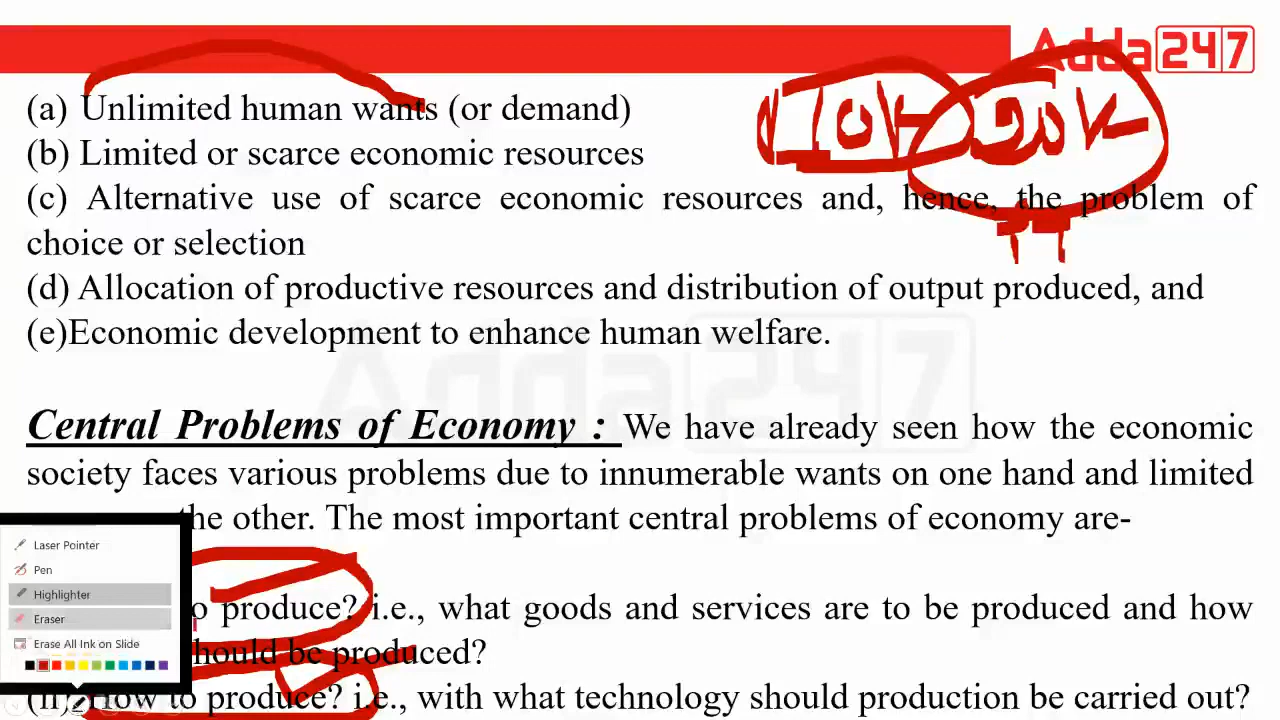 Adda247
(a) Unlimited human wants (or demand)
(b) Limited or scarce economic resources
(c) Alternative use of scarce economic resources and, hence, the problem of
choice or selection
(d) Allocation of productive resources and distribution of output produced, and
(e)Economic development to enhance human welfare.
Adda247
Central Problems of Economy : We have already seen how the economic
society faces various problems due to innumerable wants on one hand and limited
the other. The most important central problems of economy are-
Laser Pointer
Pen
Highlighter
Eraser
Erase All Ink on Slide
produce? i.e., what goods and services are to be produced and how
should be produced?
(ii) How to produce? i.e., with what technology should production be carried out?